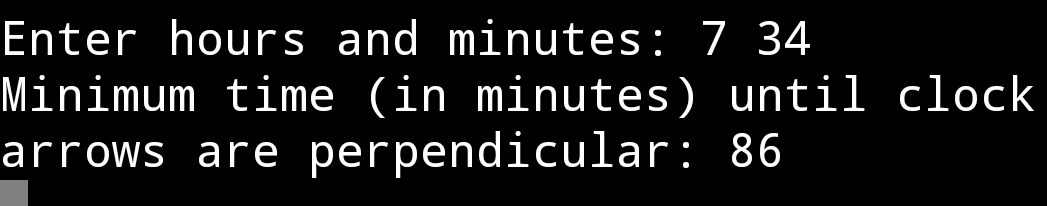 Enter hours and minutes: 7 34
Minimum time (in minutes) until clock
arrows are perpendicular: 86